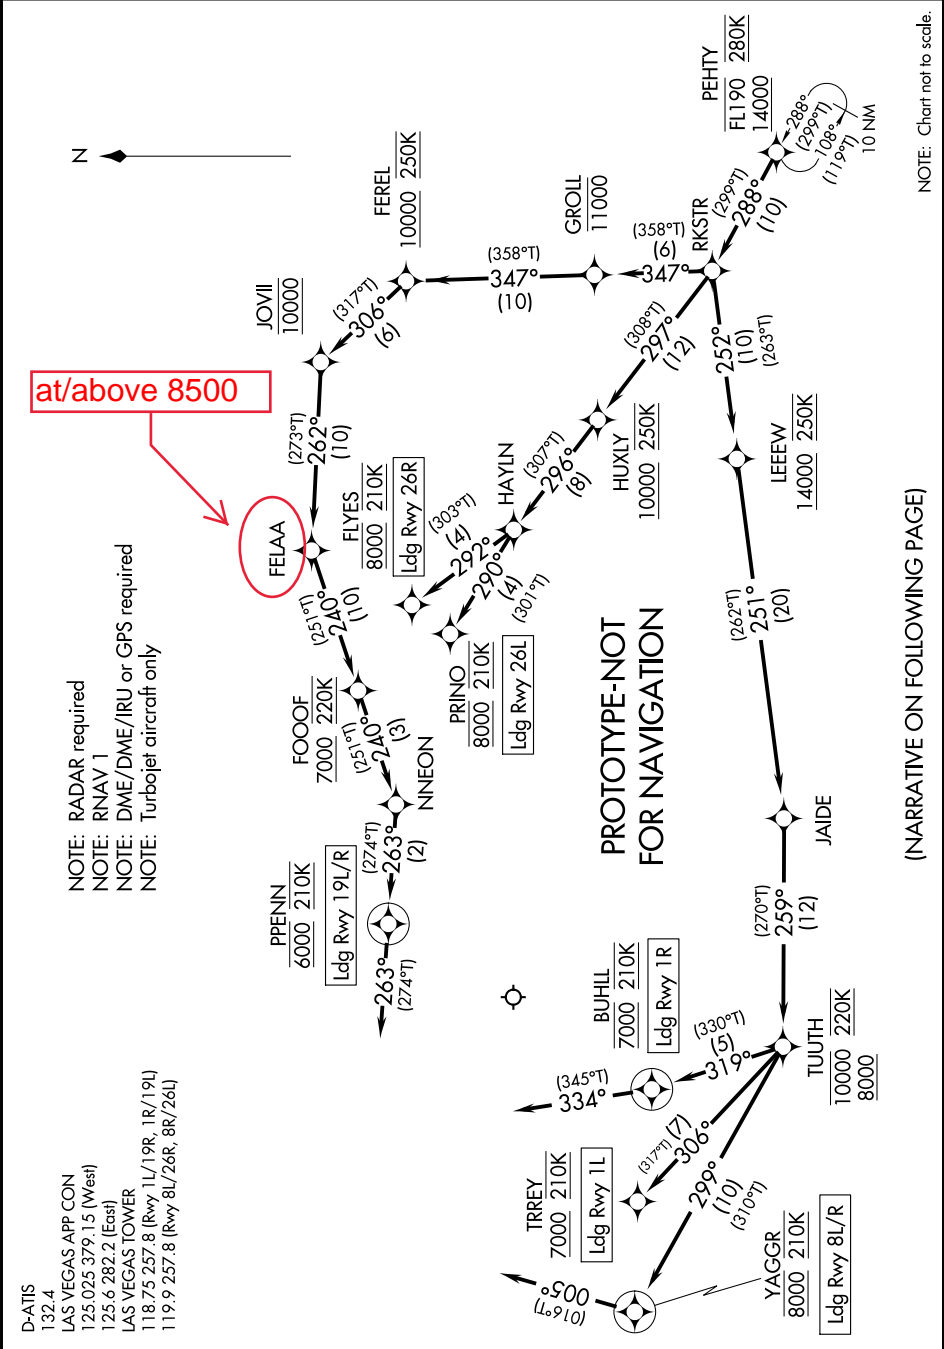 D-ATIS
132.4
LAS VEGAS APP CON
125.025 379.15 (West)
125.6 282.2 (East)
LAS VEGAS TOWER
118.75 257.8 (Rwy 1L/19R, 1R/19L)
119.9 257.8 (Rwy 8L/26R, 8R/26L)
NOTE: RADAR required
NOTE: RNAV 1
NOTE: DME/DME/IRU or GPS required
NOTE: Turbojet aircraft only
N
at/above 8500
FELAA
JOVII
10000
FEREL
10000 250K
GROLL
11000
RKSTR
PEHTY
FL190 280K
14000
288°
(299°T)
108°
(119°T)
10 NM
(299°T)
288°
(10)
(358°T)
(6)
347°
(358°T)
347°
(10)
(317°T)
306°
(6)
(273°T)
262°
(10)
(251°T)
240°
(10)
FOOOF
7000 220K
(251°T)
240°
(3)
NNEON
(274°T)
263°
(2)
PPENN
6000 210K
Ldg Rwy 19L/R
263°
(274°T)
FLYES
8000 210K
Ldg Rwy 26R
(303°T)
(4)
292°
HAYLN
290°
(4)
(301°T)
PRINO
8000 210K
Ldg Rwy 26L
(307°T)
296°
(8)
HUXLY
10000 250K
(308°T)
297°
(12)
252°
(10)
(263°T)
LEEEW
14000 250K
(262°T)
251°
(20)
JAIDE
(270°T)
259°
(12)
TUUTH
10000 220K
8000
(330°T)
(5)
319°
BUHLL
7000 210K
Ldg Rwy 1R
(345°T)
334°
(317°T)
(7)
306°
TRREY
7000 210K
Ldg Rwy 1L
299°
(10)
(310°T)
YAGGR
8000 210K
Ldg Rwy 8L/R
005°
(016°T)
PROTOTYPE-NOT
FOR NAVIGATION
(NARRATIVE ON FOLLOWING PAGE)
NOTE: Chart not to scale.